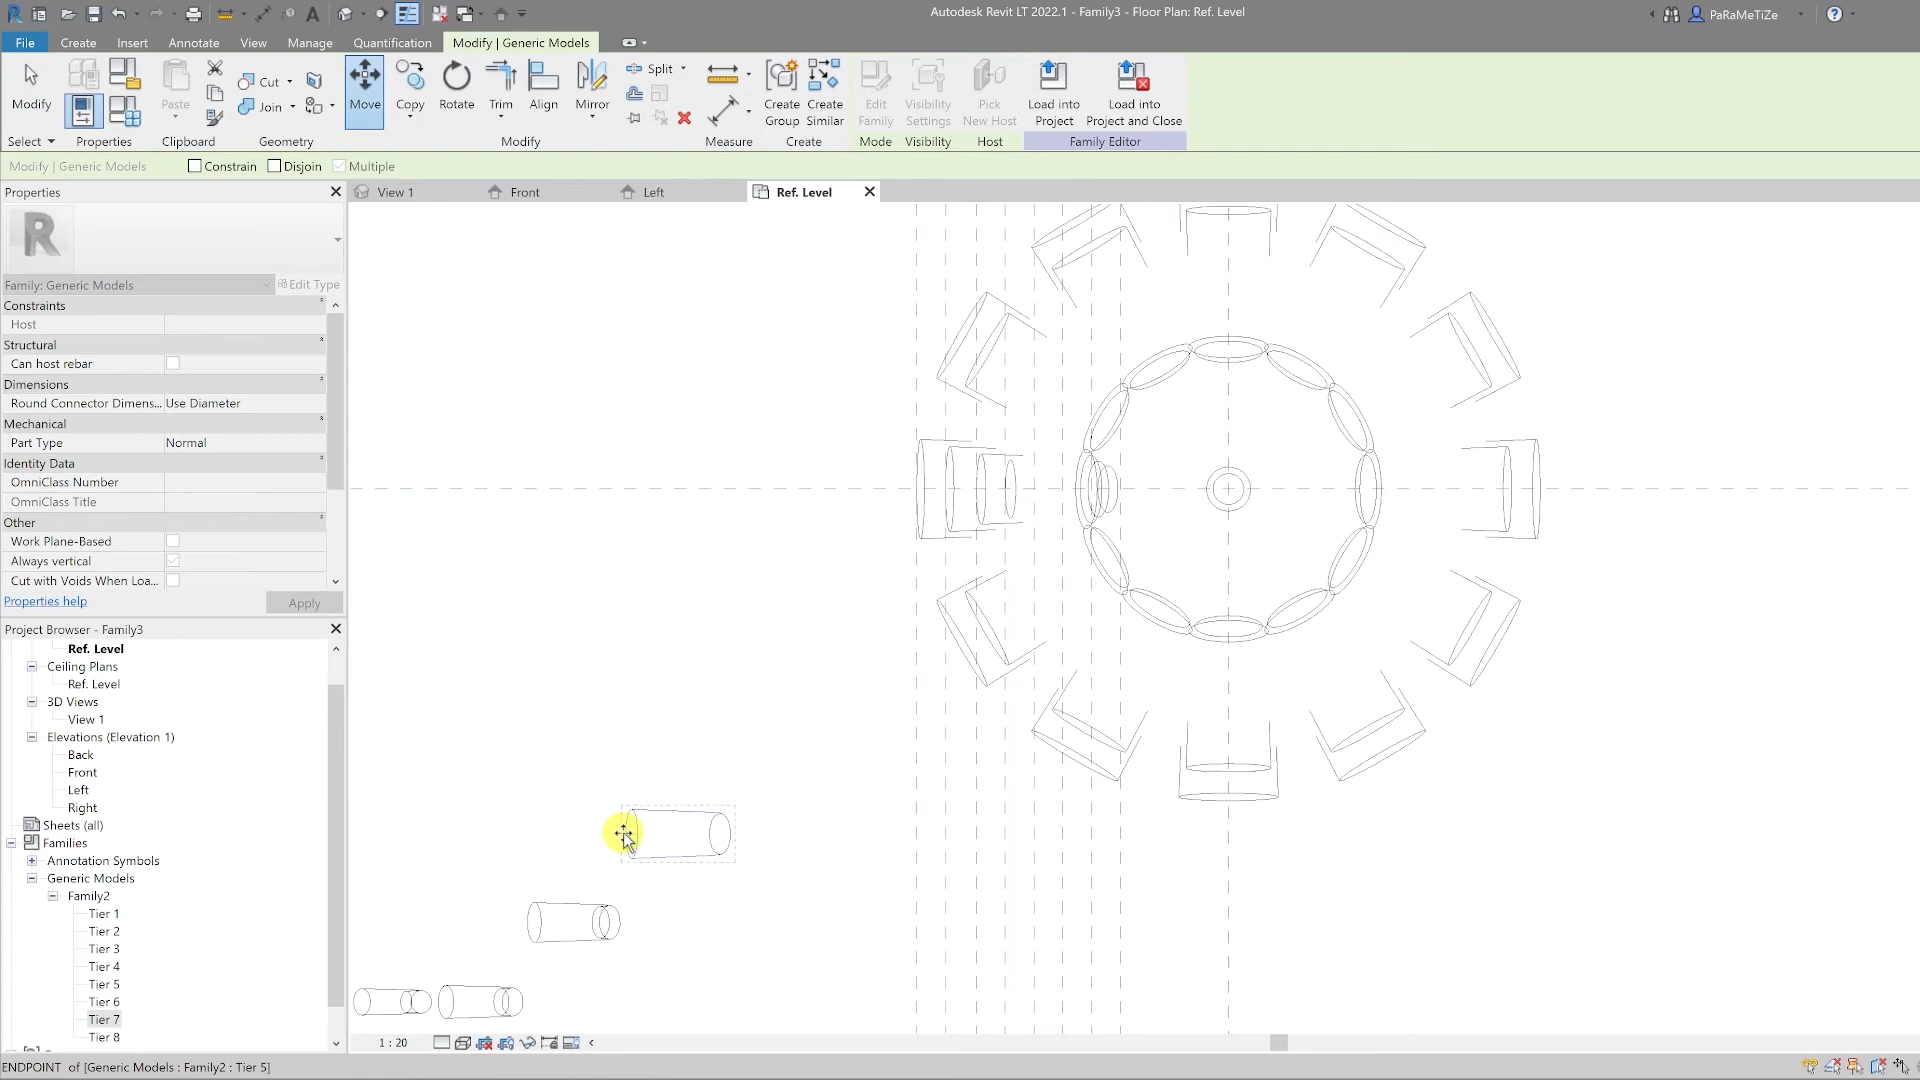 Autodesk Revit LT 2022.1 - Family3 - Floor Plan: Ref. Level
PaRaMeTiZe
File Create Insert Annotate View Manage Quantification Modify | Generic Models
Cut Split
Join
Modify Paste Move Copy Rotate Trim Align Mirror Create Group Create Similar Edit Family Visibility Settings Pick New Host Load into Project Load into Project and Close
Select Properties Clipboard Geometry Modify Measure Create Mode Visibility Host Family Editor
Modify | Generic Models Constrain Disjoin Multiple
Properties
View 1 Front Left Ref. Level
R
Family: Generic Models Edit Type
Constraints
Host
Structural
Can host rebar
Dimensions
Round Connector Dimens... Use Diameter
Mechanical
Part Type Normal
Identity Data
OmniClass Number
OmniClass Title
Other
Work Plane-Based
Always vertical
Cut with Voids When Loa...
Properties help Apply
Project Browser - Family3
Ref. Level
Ceiling Plans
Ref. Level
3D Views
View 1
Elevations (Elevation 1)
Back
Front
Left
Right
Sheets (all)
Families
Annotation Symbols
Generic Models
Family2
Tier 1
Tier 2
Tier 3
Tier 4
Tier 5
Tier 6
Tier 7
Tier 8
1 : 20
ENDPOINT of [Generic Models : Family2 : Tier 5]